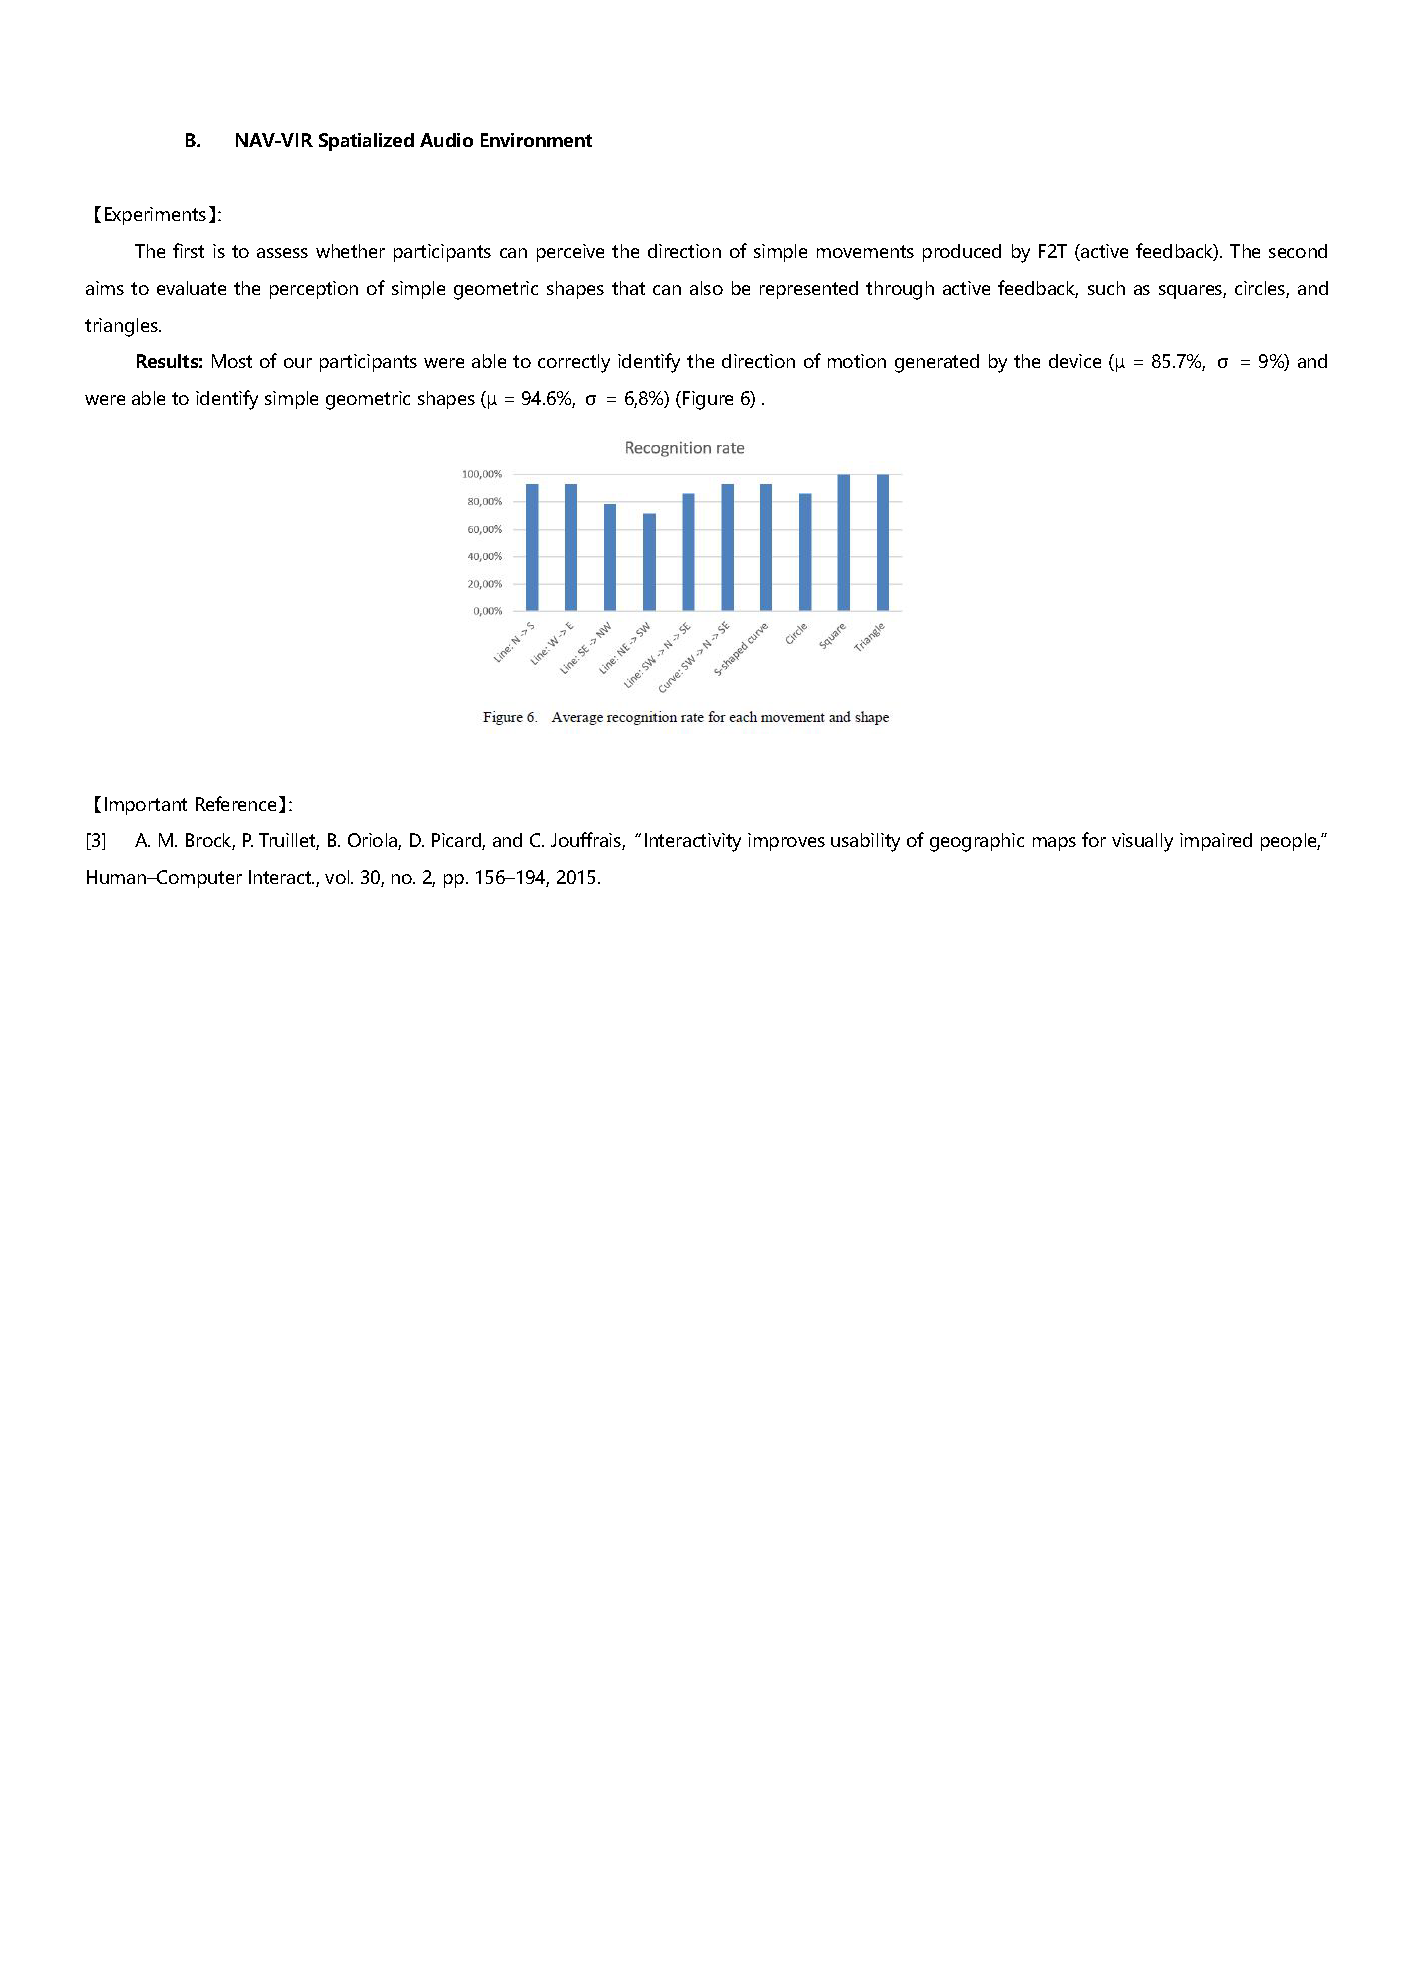 B. NAV-VIR Spatialized Audio Environment
【Experiments】:
The first is to assess whether participants can perceive the direction of simple movements produced by F2T (active feedback). The second
aims to evaluate the perception of simple geometric shapes that can also be represented through active feedback, such as squares, circles, and
triangles.
Results: Most of our participants were able to correctly identify the direction of motion generated by the device (μ = 85.7%, σ = 9%) and
were able to identify simple geometric shapes (μ = 94.6%, σ = 6,8%) (Figure 6) .
Recognition rate
100,00%
80,00%
60,00%
40,00%
20,00%
0,00%
Line: N -> S
Line: W -> E
Line: SE -> NW
Line: NE -> SW
Line: SW -> N -> SE
Curve: SW -> N -> SE
S-shaped curve
Circle
Square
Triangle
Figure 6. Average recognition rate for each movement and shape
【Important Reference】:
[3] A. M. Brock, P. Truillet, B. Oriola, D. Picard, and C. Jouffrais, “Interactivity improves usability of geographic maps for visually impaired people,”
Human–Computer Interact., vol. 30, no. 2, pp. 156–194, 2015.